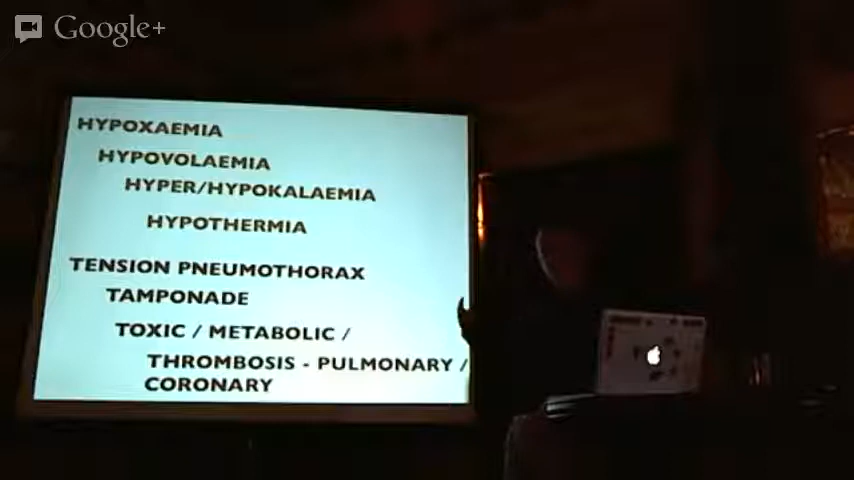 Google+
HYPOXAEMIA
HYPOVOLAEMIA
HYPER/HYPOKALAEMIA
HYPOTHERMIA
TENSION PNEUMOTHORAX
TAMPONADE
TOXIC / METABOLIC /
THROMBOSIS - PULMONARY /
CORONARY